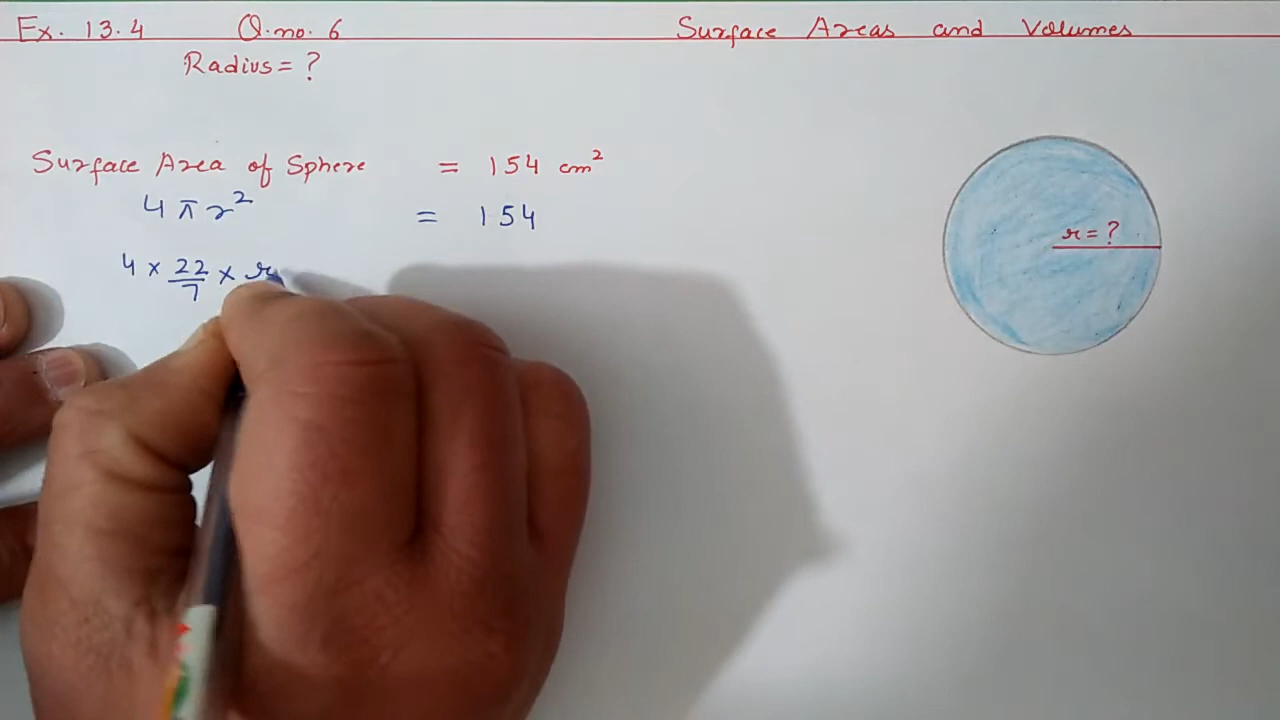 Ex. 13.4 Q.no. 6 Surface Areas and Volumes
Radius = ?
Surface Area of Sphere = 154 cm²
4 π r² = 154
4 × 22/7 × r
r = ?